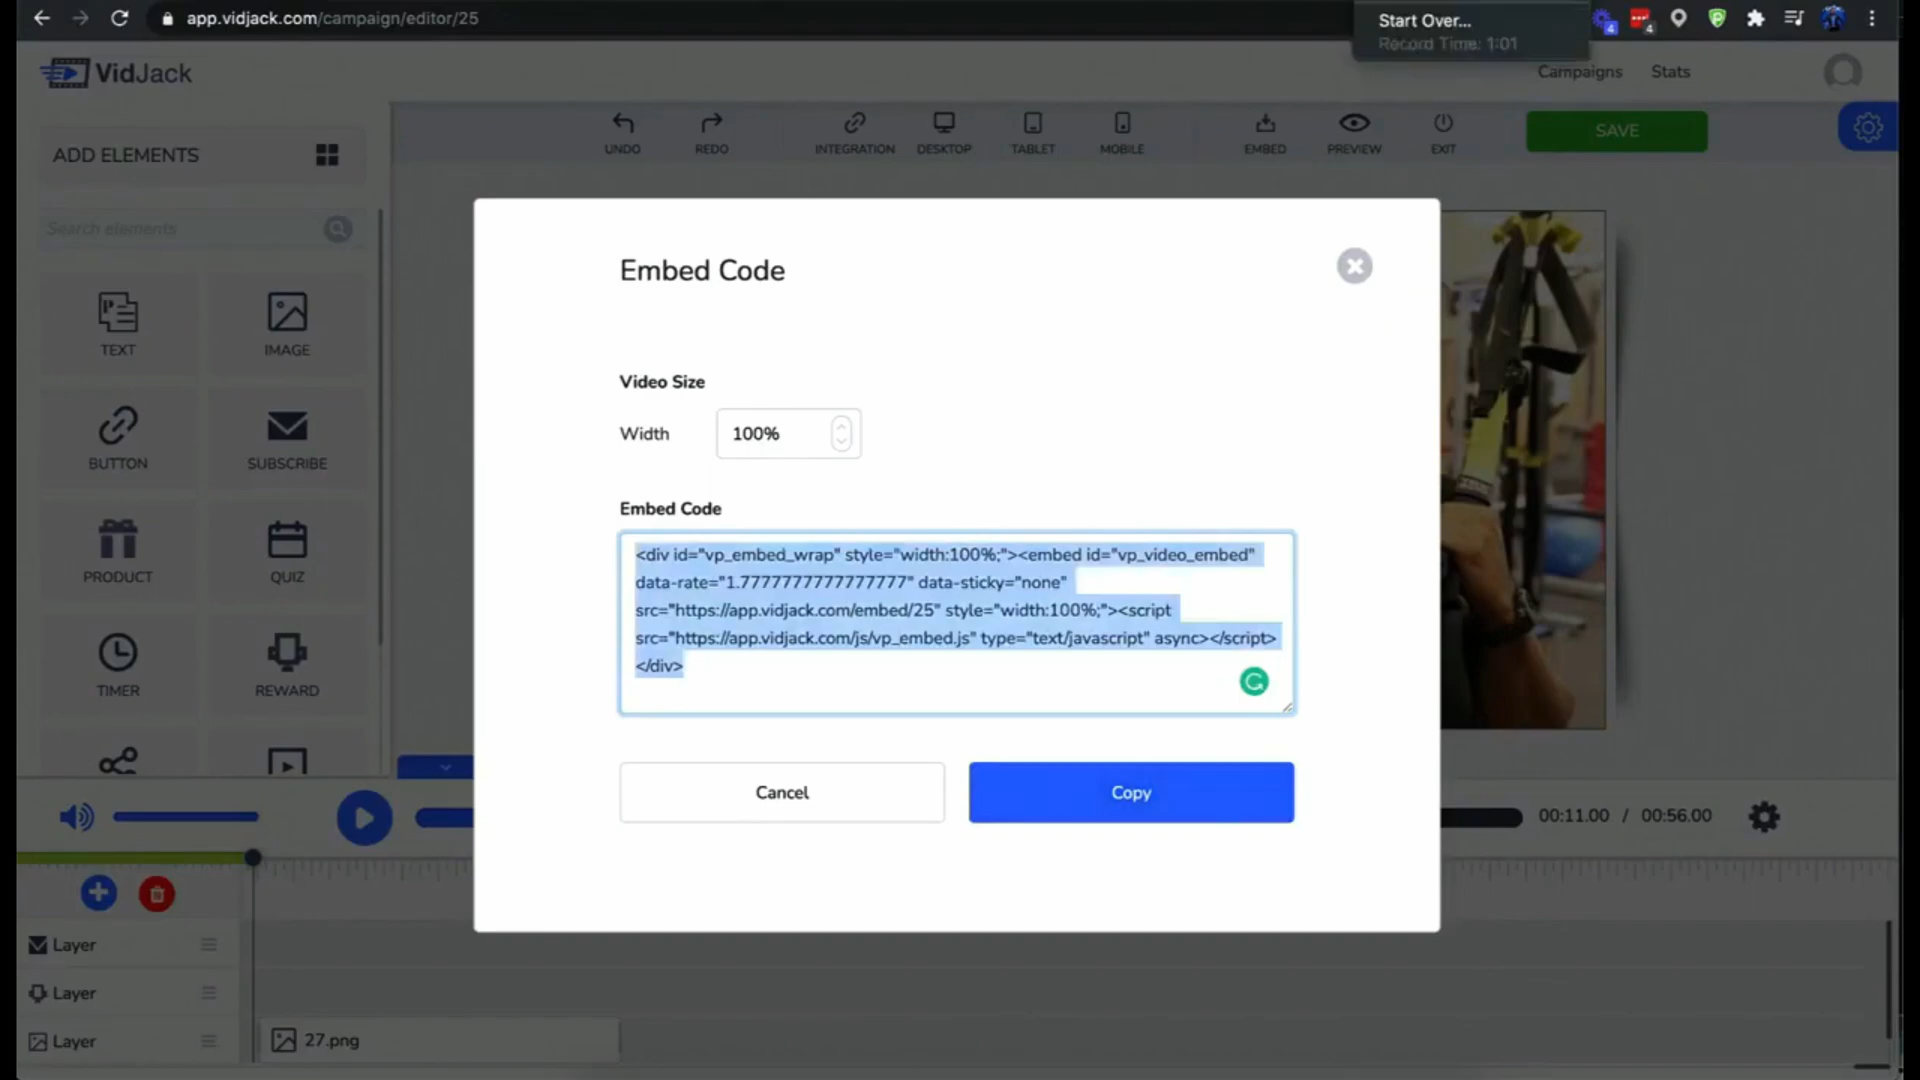 app.vidjack.com/campaign/editor/25
Start Over...
Record Time: 1:01
4
4
VidJack
Campaigns
Stats
ADD ELEMENTS
UNDO
REDO
INTEGRATION
DESKTOP
TABLET
MOBILE
EMBED
PREVIEW
EXIT
SAVE
Search elements
TEXT
IMAGE
BUTTON
SUBSCRIBE
PRODUCT
QUIZ
TIMER
REWARD
Embed Code
Video Size
Width
100%
Embed Code
<div id="vp_embed_wrap" style="width:100%;"><embed id="vp_video_embed"
data-rate="1.7777777777777777" data-sticky="none"
src="https://app.vidjack.com/embed/25" style="width:100%;"><script
src="https://app.vidjack.com/js/vp_embed.js" type="text/javascript" async></script>
</div>
Cancel
Copy
00:11.00 / 00:56.00
Layer
Layer
Layer
27.png